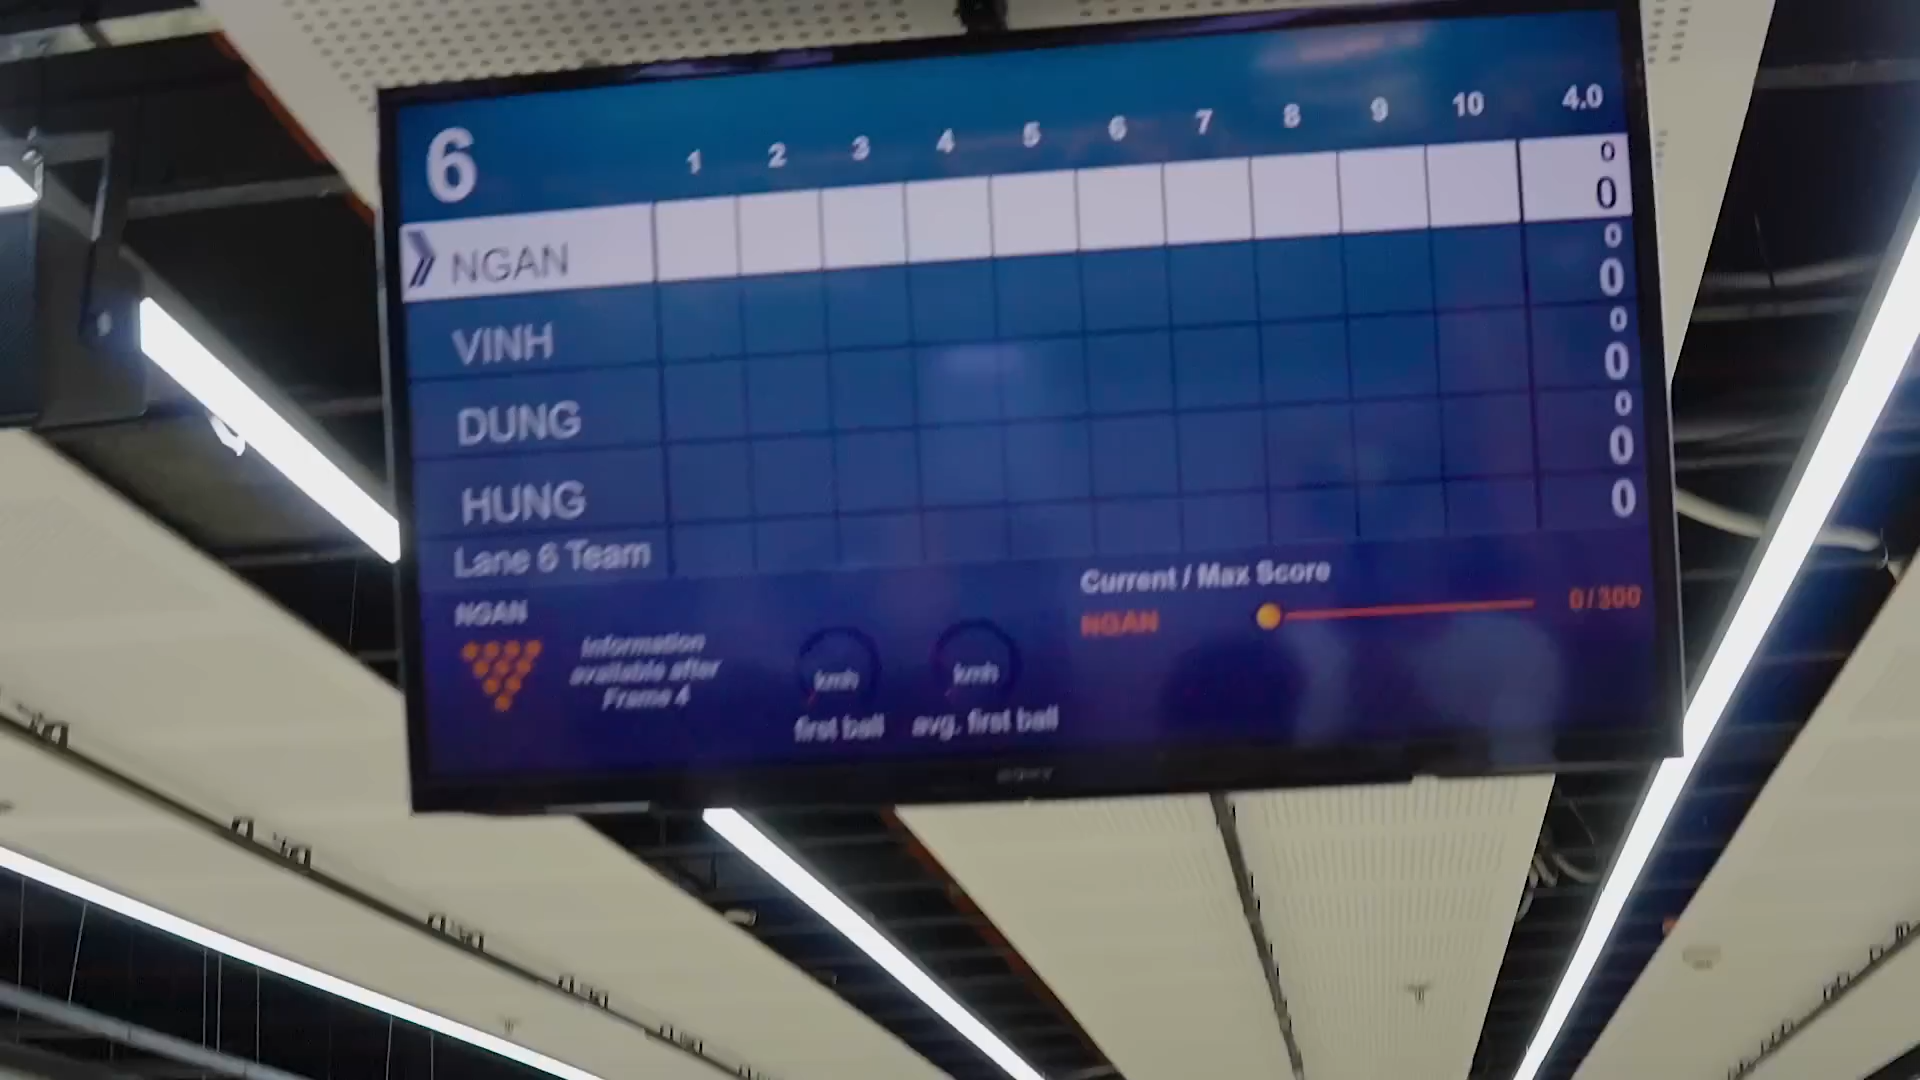 6 1 2 3 4 5 6 7 8 9 10 4.0
NGAN 0
0
VINH 0
0
DUNG 0
0
HUNG 0
0
Lane 6 Team 0
NGAN
Information
available after
Frame 4
kmh
first ball
kmh
avg. first ball
Current / Max Score
NGAN 0/300
SONY